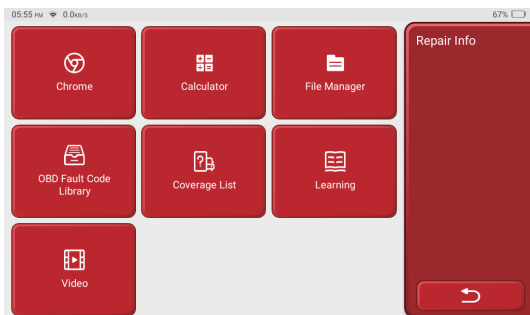 05:55 PM 0.0KB/S 67%
Repair Info
Chrome
Calculator
File Manager
OBD Fault Code
Library
Coverage List
Learning
Video